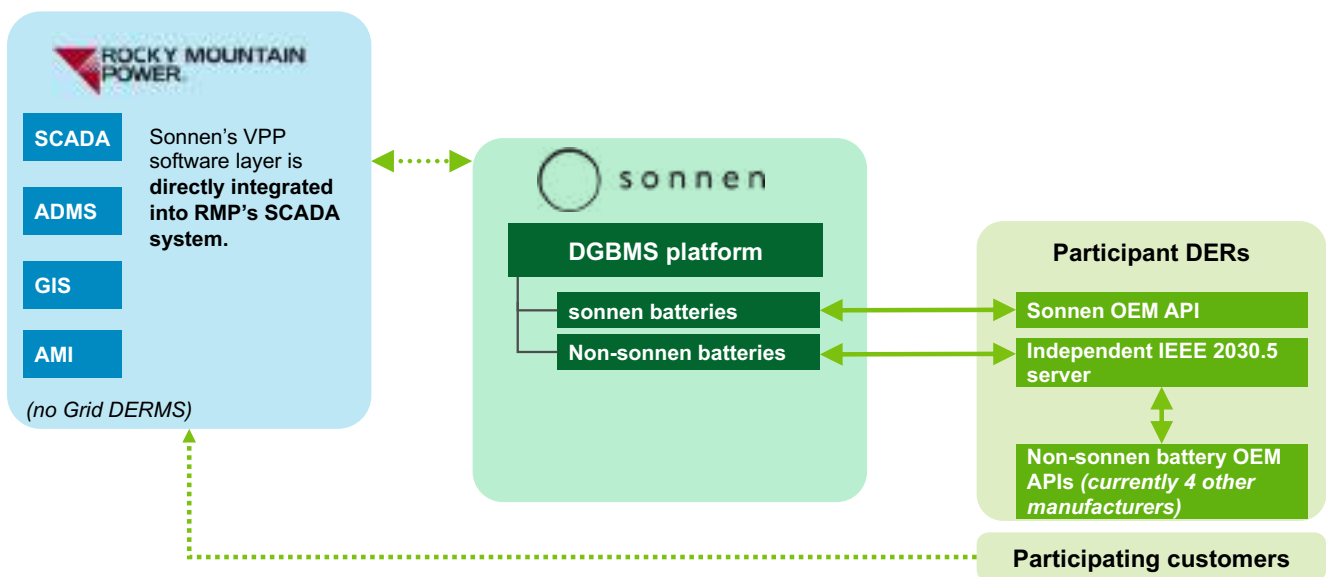 ROCKY MOUNTAIN
POWER.
SCADA
ADMS
GIS
AMI
Sonnen’s VPP
software layer is
directly integrated
into RMP’s SCADA
system.
(no Grid DERMS)
sonnen
DGBMS platform
sonnen batteries
Non-sonnen batteries
Participant DERs
Sonnen OEM API
Independent IEEE 2030.5
server
Non-sonnen battery OEM
APIs (currently 4 other
manufacturers)
Participating customers